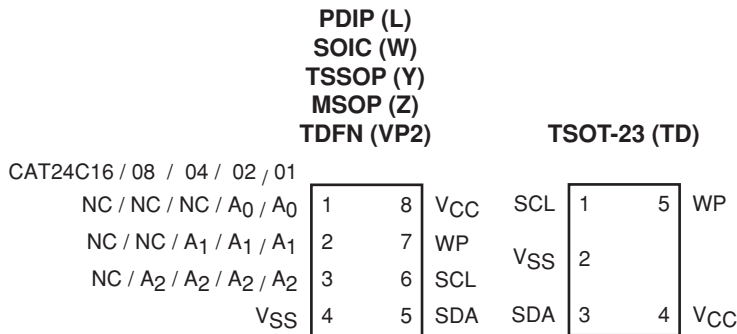 PDIP (L)
SOIC (W)
TSSOP (Y)
MSOP (Z)
TDFN (VP2)
TSOT-23 (TD)
CAT24C16 / 08 / 04 / 02 / 01
NC / NC / NC / A0 / A0 1 8 VCC
NC / NC / A1 / A1 / A1 2 7 WP
NC / A2 / A2 / A2 / A2 3 6 SCL
VSS 4 5 SDA
SCL 1 5 WP
VSS 2
SDA 3 4 VCC